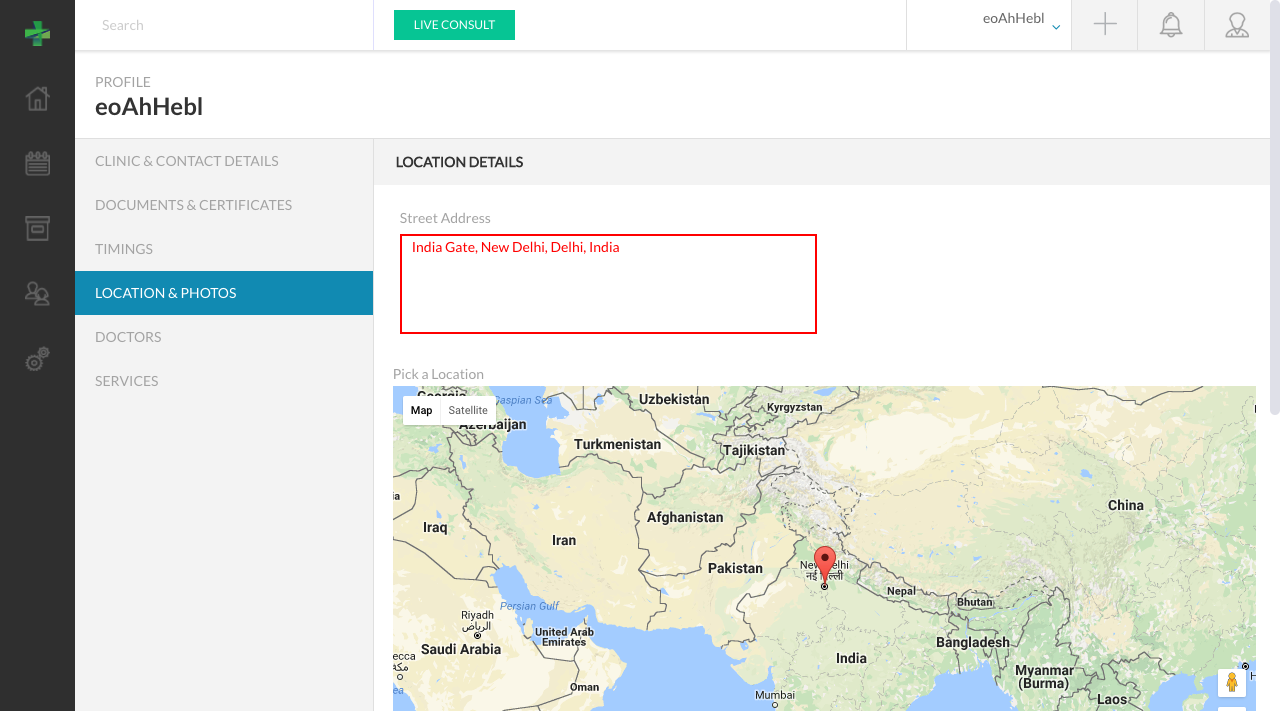 Search
LIVE CONSULT
eoAhHebl
PROFILE
eoAhHebl
CLINIC & CONTACT DETAILS
DOCUMENTS & CERTIFICATES
TIMINGS
LOCATION & PHOTOS
DOCTORS
SERVICES
LOCATION DETAILS
Street Address
India Gate, New Delhi, Delhi, India
Pick a Location
Map
Satellite
Georgia
Caspian Sea
Azerbaijan
Uzbekistan
Kyrgyzstan
Turkmenistan
Tajikistan
China
Iraq
Iran
Afghanistan
Pakistan
New Delhi
नई दिल्ली
Nepal
Bhutan
Persian Gulf
Riyadh
الرياض
United Arab
Emirates
Saudi Arabia
Bangladesh
India
Myanmar
(Burma)
Oman
Mumbai
Laos
ecca
مكة
ea
ia
H